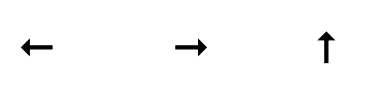 ← → ↑